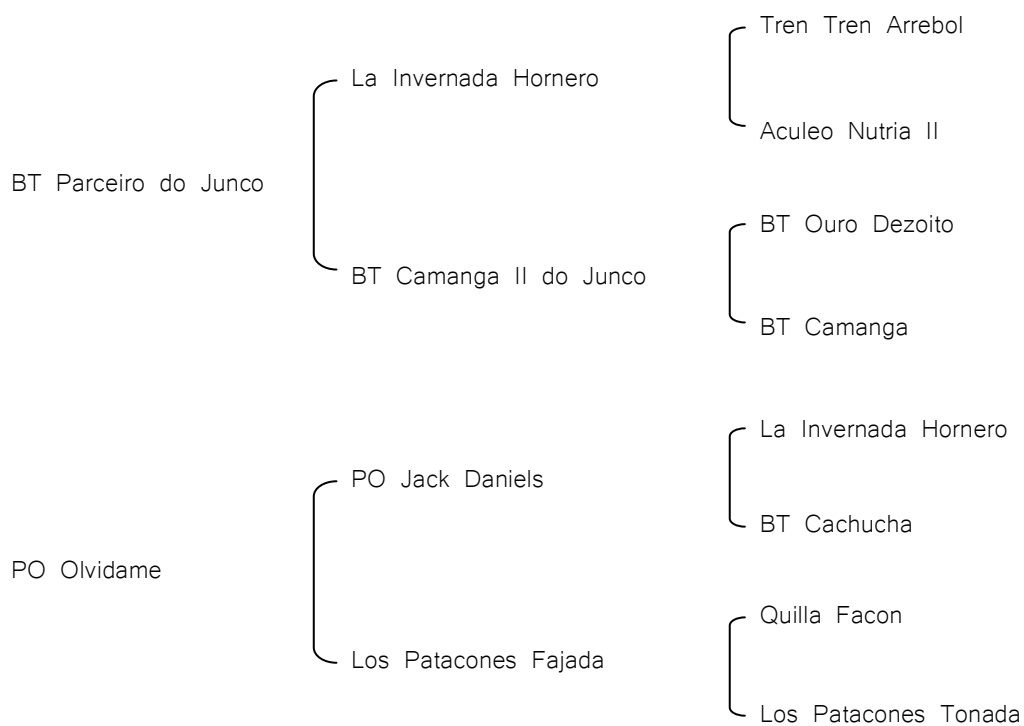 Tren Tren Arrebol
La Invernada Hornero
Aculeo Nutria II
BT Parceiro do Junco
BT Ouro Dezoito
BT Camanga II do Junco
BT Camanga
La Invernada Hornero
PO Jack Daniels
BT Cachucha
PO Olvidame
Quilla Facon
Los Patacones Fajada
Los Patacones Tonada